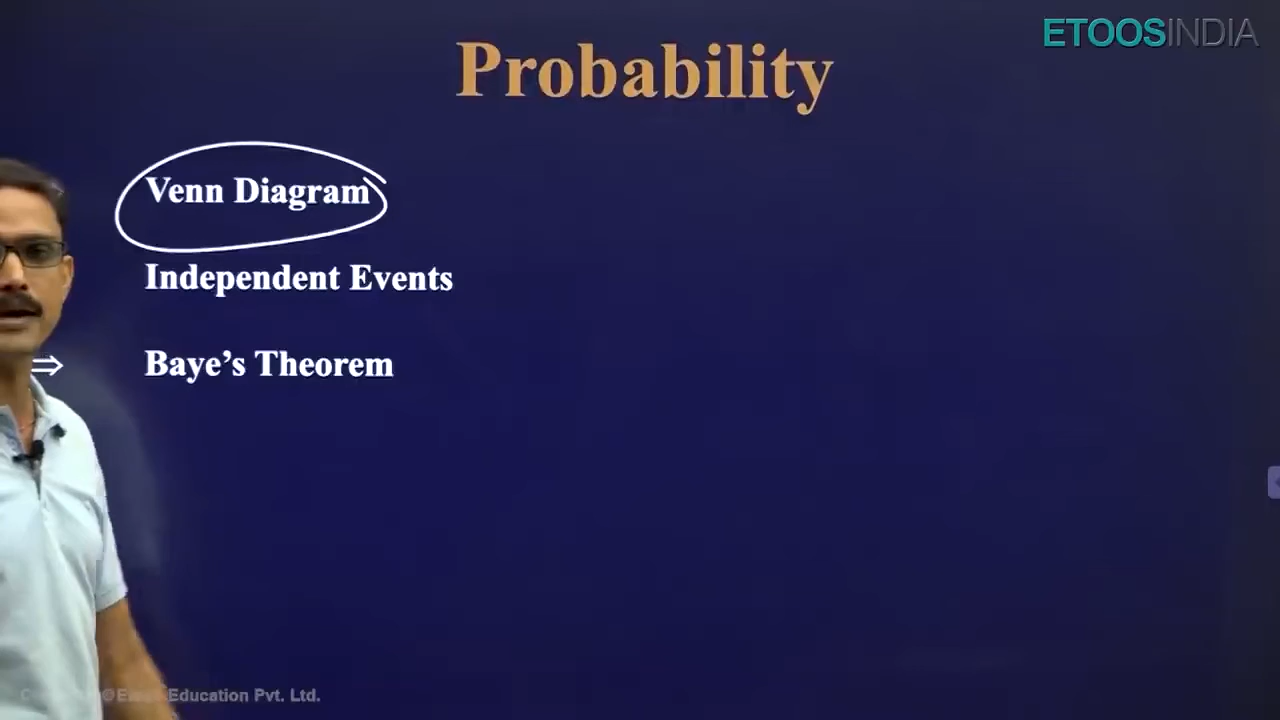 ETOOSINDIA
Probability
Venn Diagram
Independent Events
⇒ Baye’s Theorem
Education Pvt. Ltd.